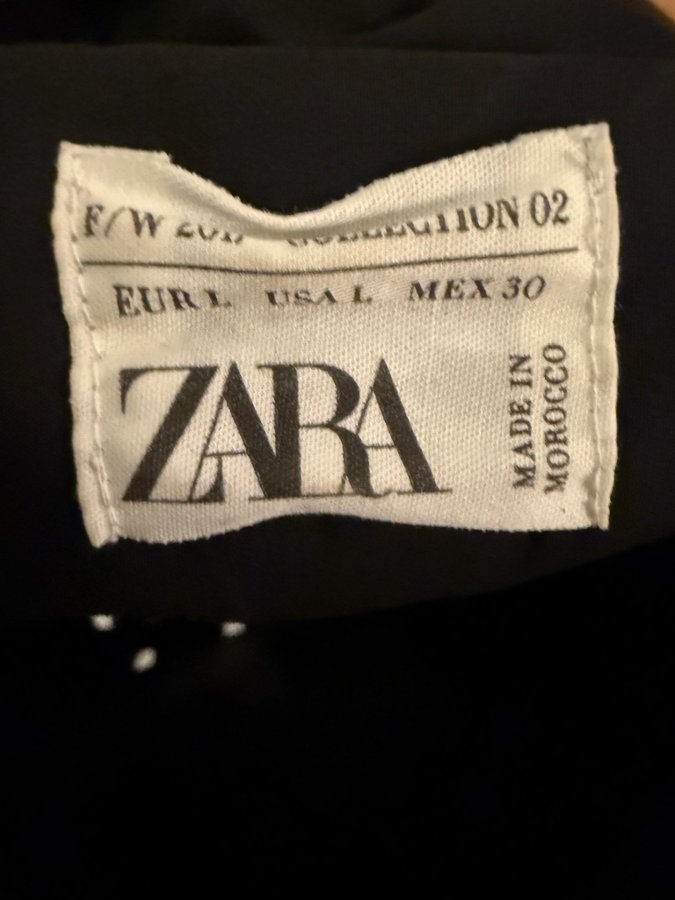 F/W COLLECTION 02
EUR L USA L MEX 30
ZARA
MADE IN
MOROCCO